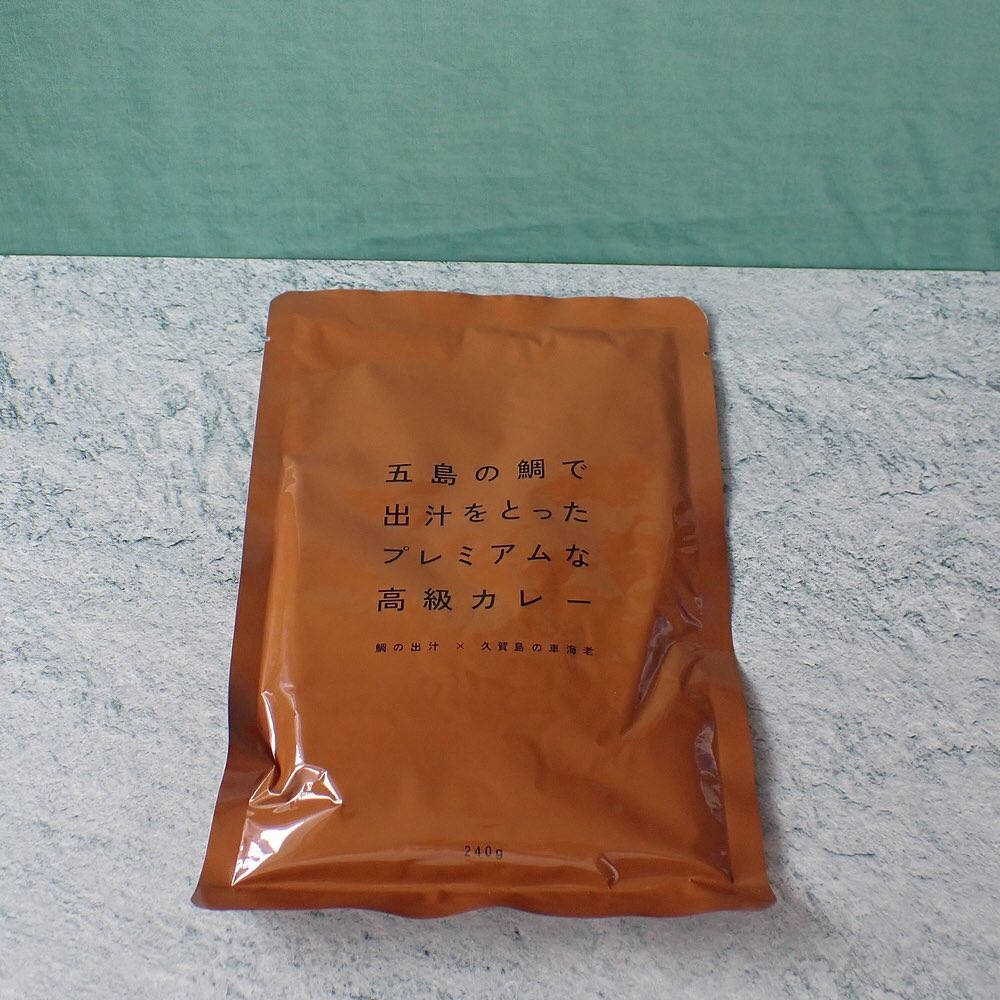 五島の鯛で
出汁をとった
プレミアムな
高級カレー
鯛の出汁 × 久賀島の車海老
240g